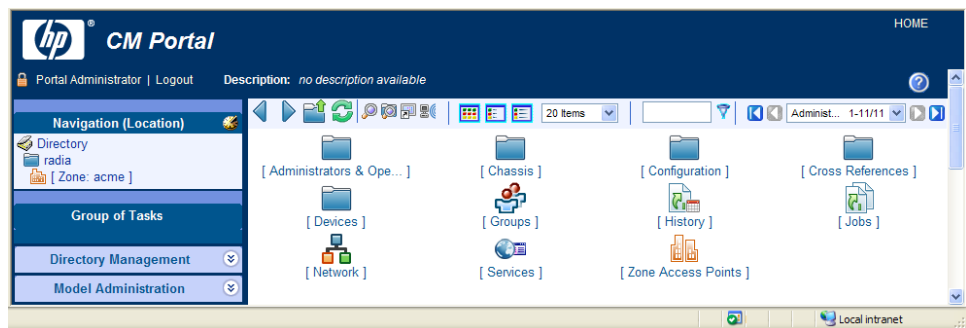 HOME
hp ®
CM Portal
Portal Administrator | Logout Description: no description available
Navigation (Location)
Directory
radia
[ Zone: acme ]
Group of Tasks
Directory Management
Model Administration
20 Items
Administ... 1-11/11
[ Administrators & Ope... ] [ Chassis ] [ Configuration ] [ Cross References ]
[ Devices ] [ Groups ] [ History ] [ Jobs ]
[ Network ] [ Services ] [ Zone Access Points ]
Local intranet